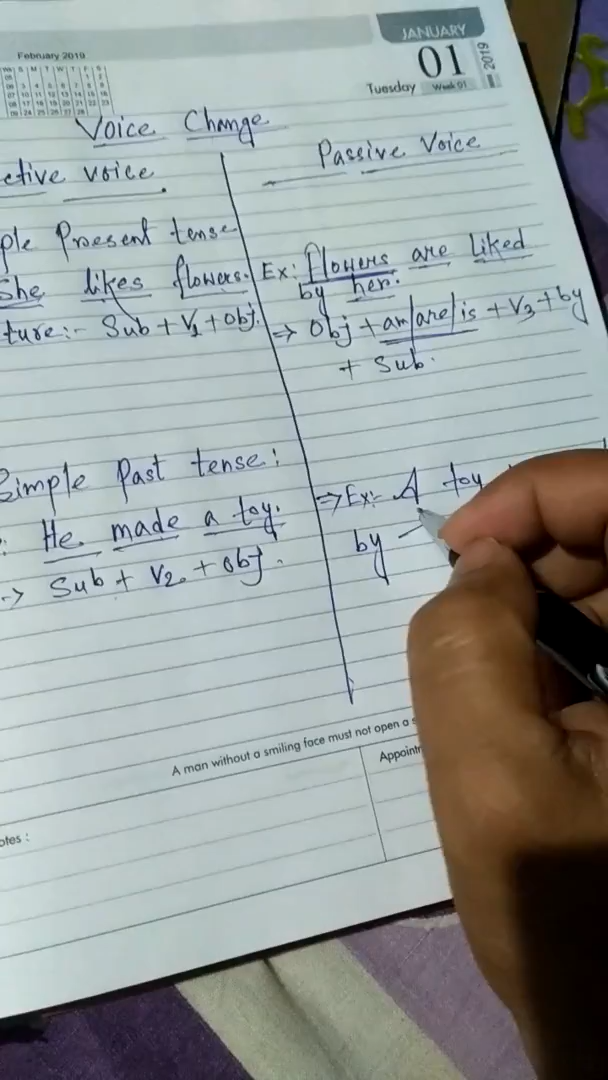 February 2019
JANUARY
01
2019
Tuesday Week 01
Voice Change
ctive voice.
Passive Voice
ple Present tense
She likes flowers.
ture:- Sub + V1 + Obj.
Ex: Flowers are liked
by her.
→ Obj + am/are/is + V3 + by
+ Sub.
Simple Past tense:
: He made a toy.
-> Sub + V2 + Obj.
⇒ Ex:- A toy
by
A man without a smiling face must not open a s
Appoint
otes :